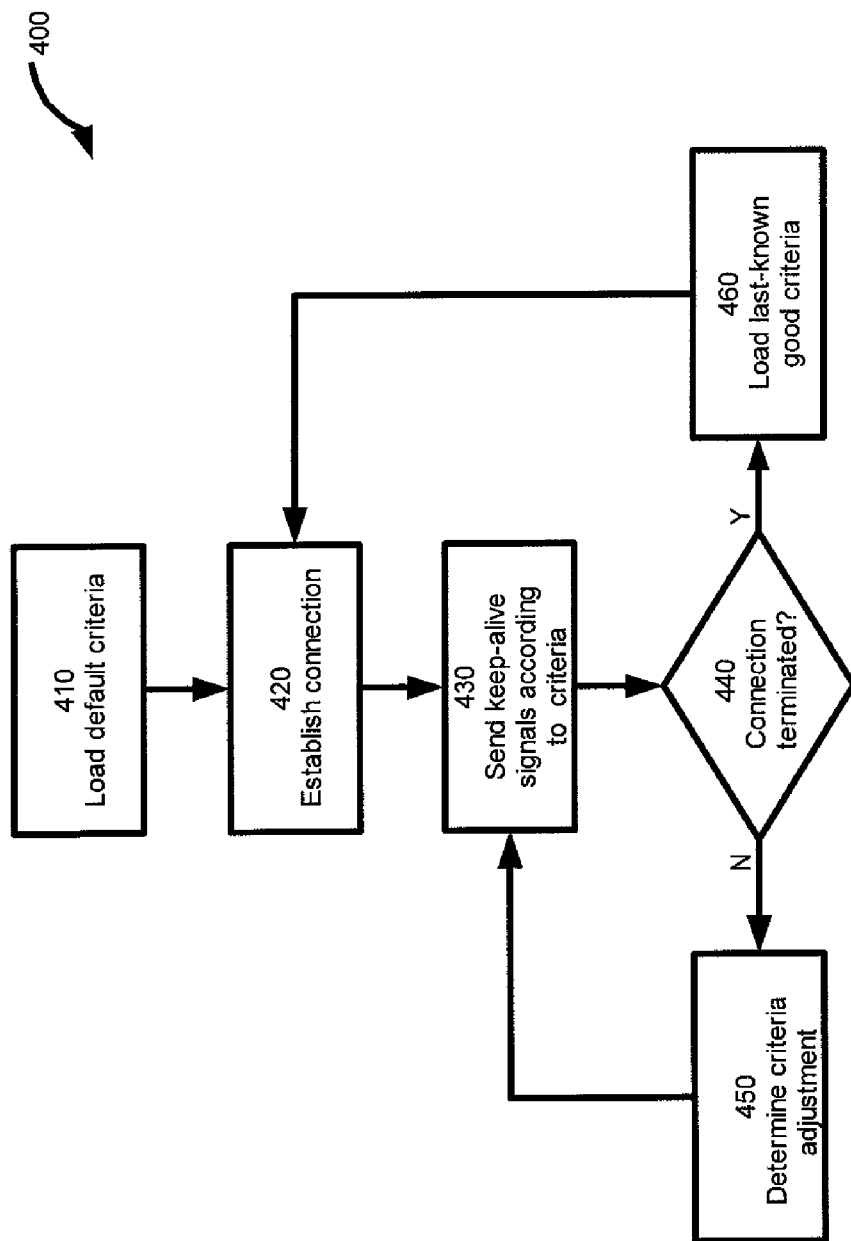 400
410
Load default criteria
420
Establish connection
430
Send keep-alive
signals according
to criteria
440
Connection
terminated?
N
Y
450
Determine criteria
adjustment
460
Load last-known
good criteria